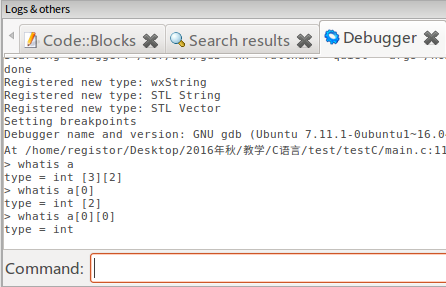 Logs & others
Code::Blocks
Search results
Debugger
done
Registered new type: wxString
Registered new type: STL String
Registered new type: STL Vector
Setting breakpoints
Debugger name and version: GNU gdb (Ubuntu 7.11.1-0ubuntu1~16.0
At /home/registor/Desktop/2016年秋/教学/C语言/test/testC/main.c:11
> whatis a
type = int [3][2]
> whatis a[0]
type = int [2]
> whatis a[0][0]
type = int
Command: